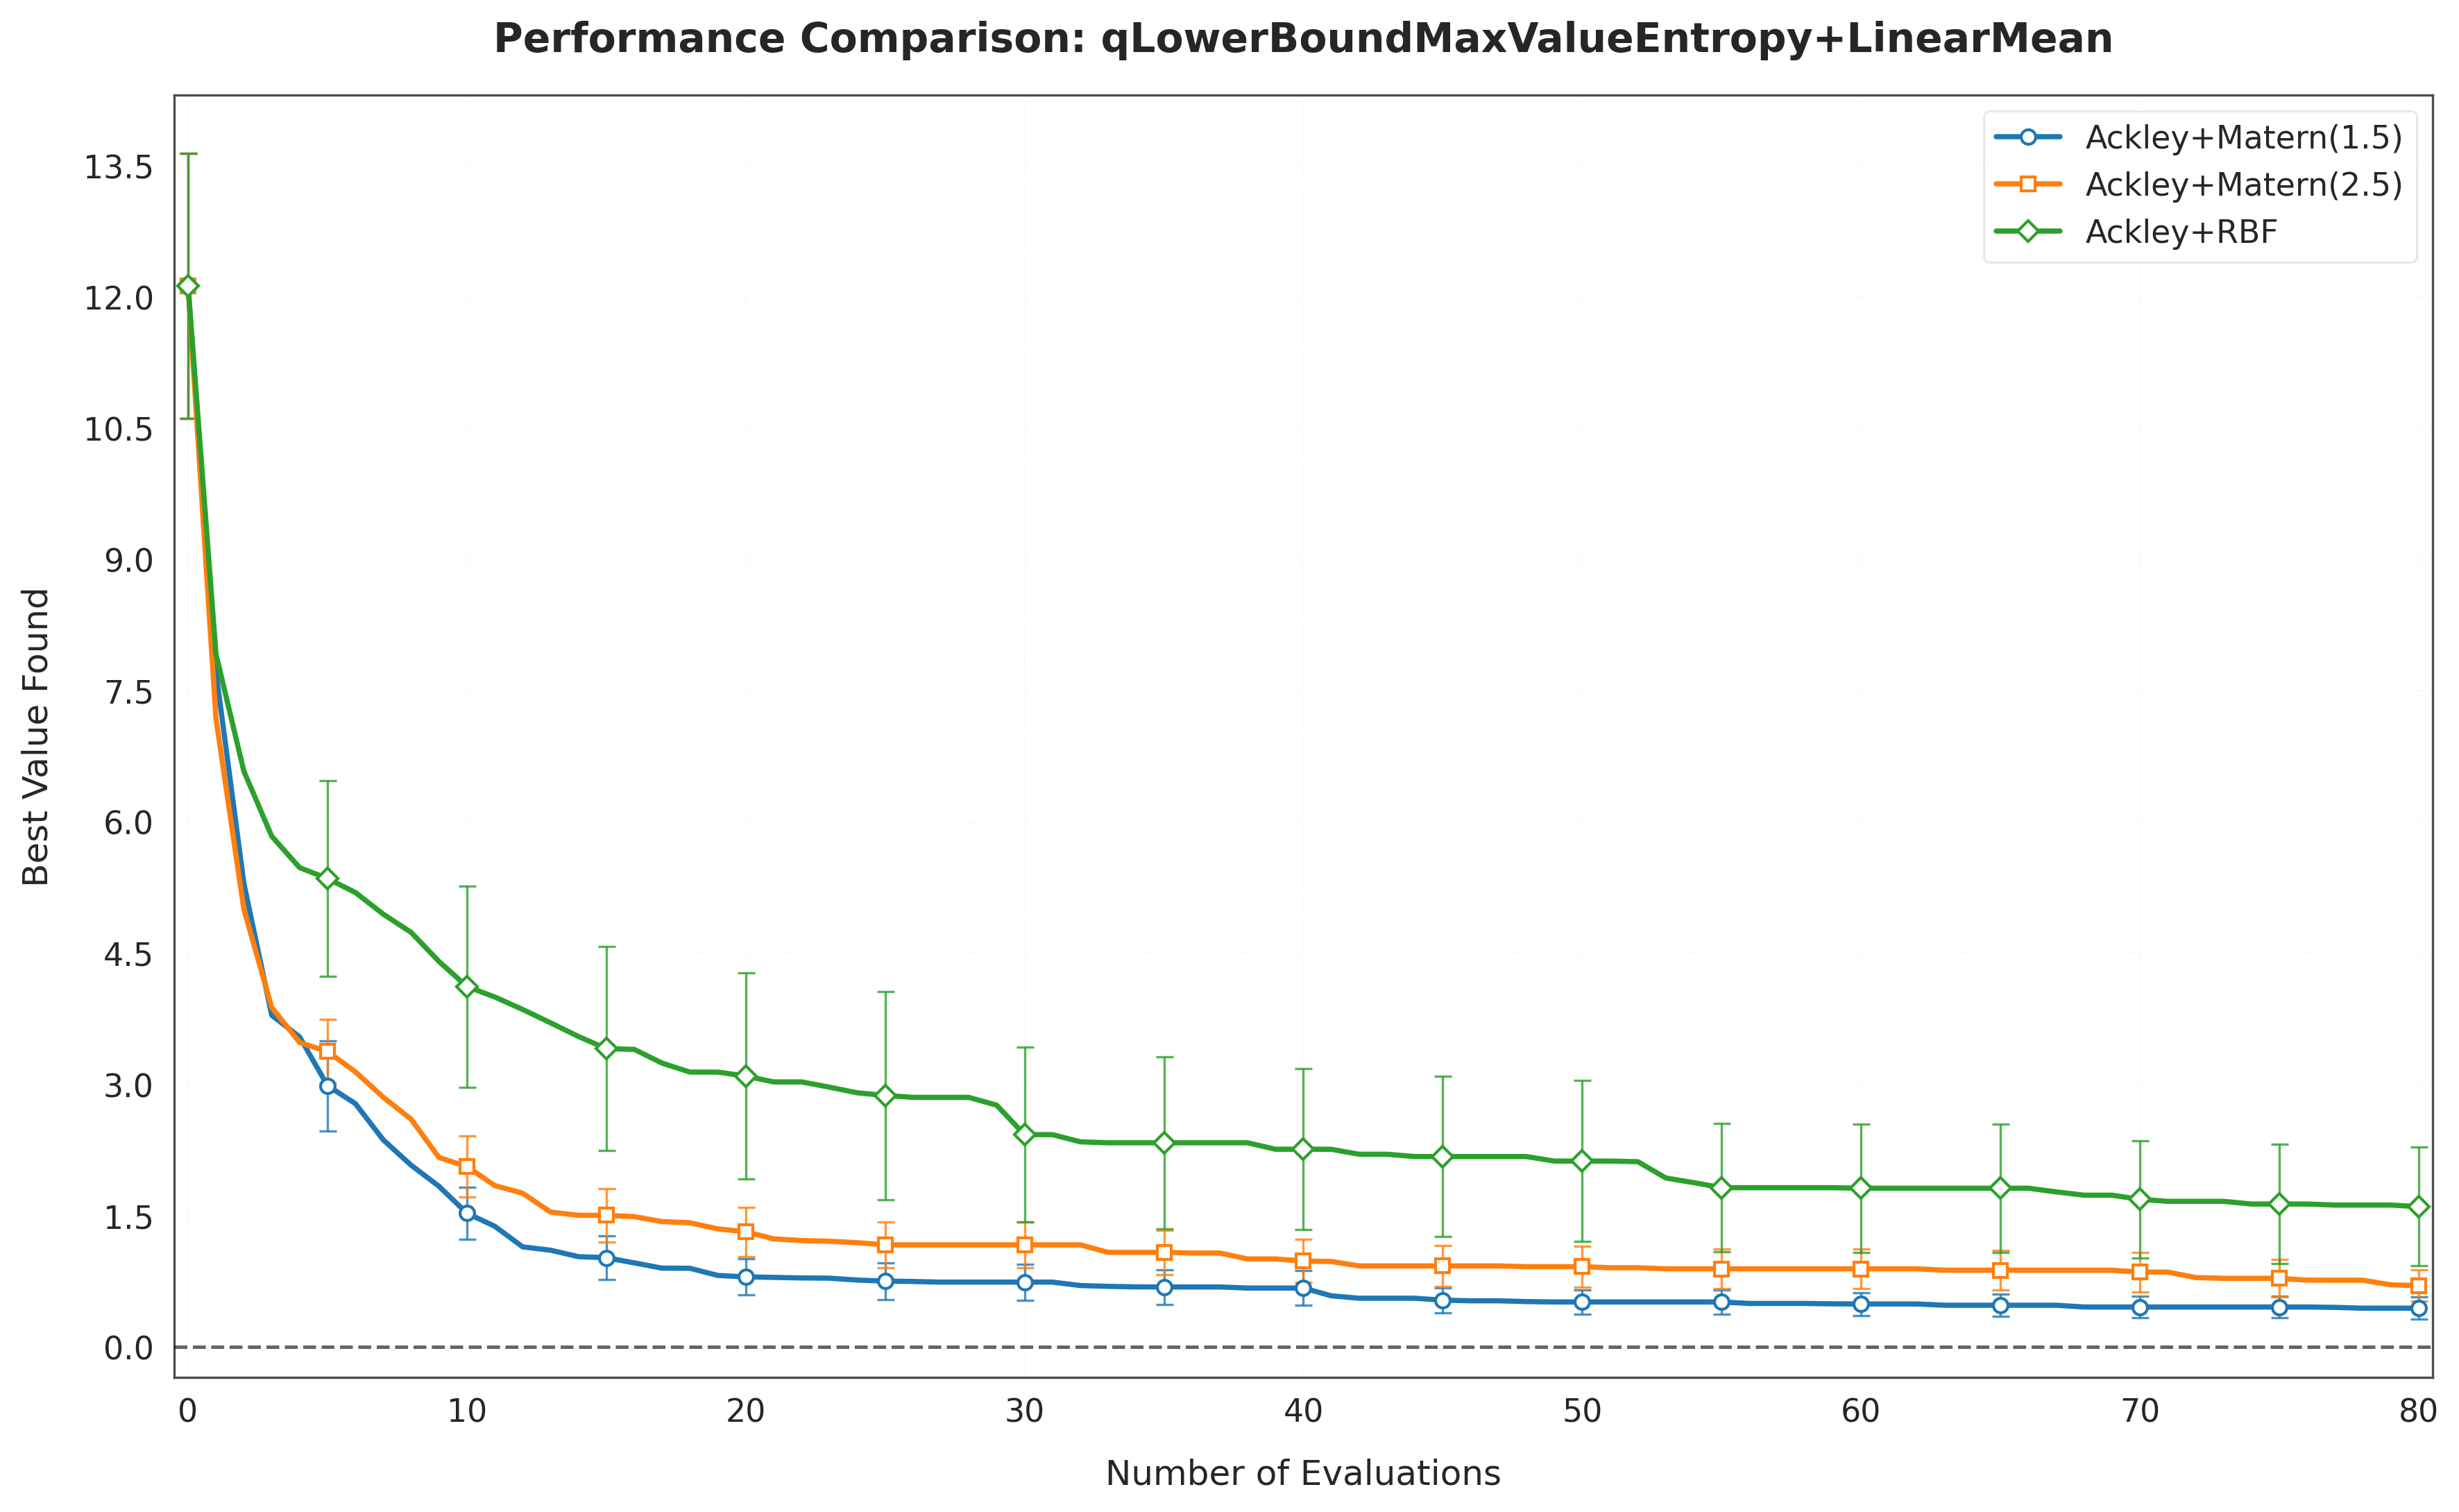 Performance Comparison: qLowerBoundMaxValueEntropy+LinearMean
Ackley+Matern(1.5)
Ackley+Matern(2.5)
Ackley+RBF
Best Value Found
13.5
12.0
10.5
9.0
7.5
6.0
4.5
3.0
1.5
0.0
0 10 20 30 40 50 60 70 80
Number of Evaluations